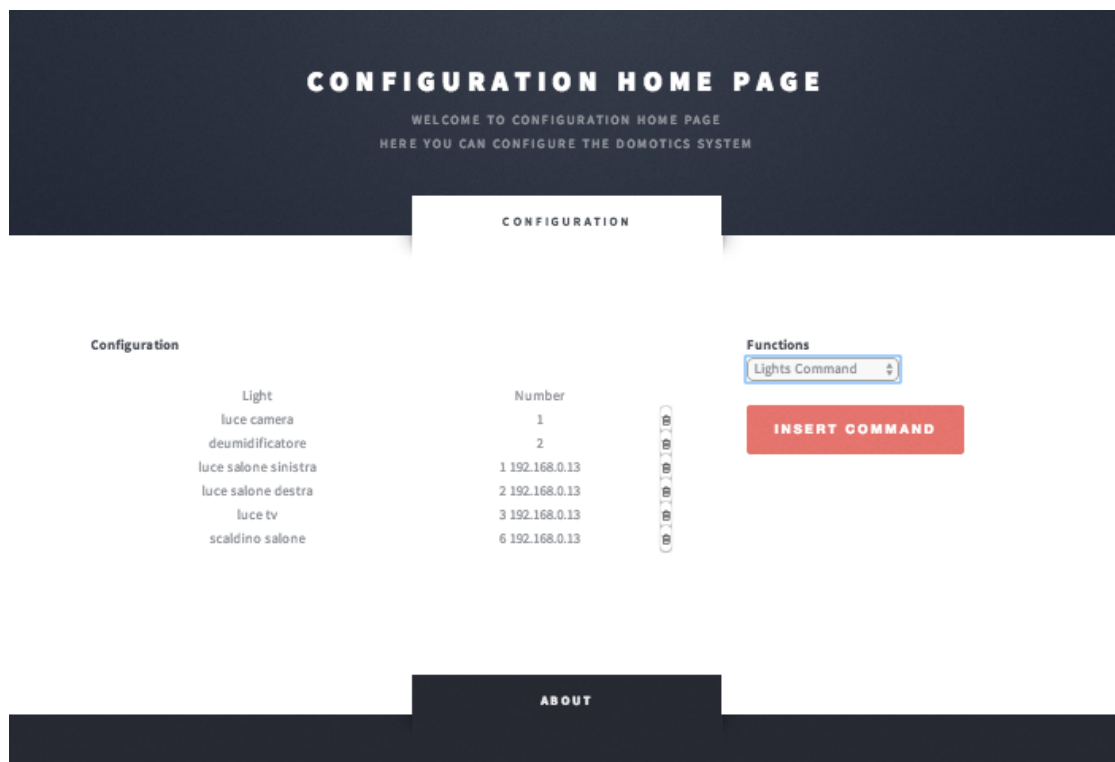 CONFIGURATION HOME PAGE
WELCOME TO CONFIGURATION HOME PAGE
HERE YOU CAN CONFIGURE THE DOMOTICS SYSTEM
CONFIGURATION
Configuration
Light Number
luce camera 1
deumidificatore 2
luce salone sinistra 1 192.168.0.13
luce salone destra 2 192.168.0.13
luce tv 3 192.168.0.13
scaldino salone 6 192.168.0.13
Functions
Lights Command
INSERT COMMAND
ABOUT